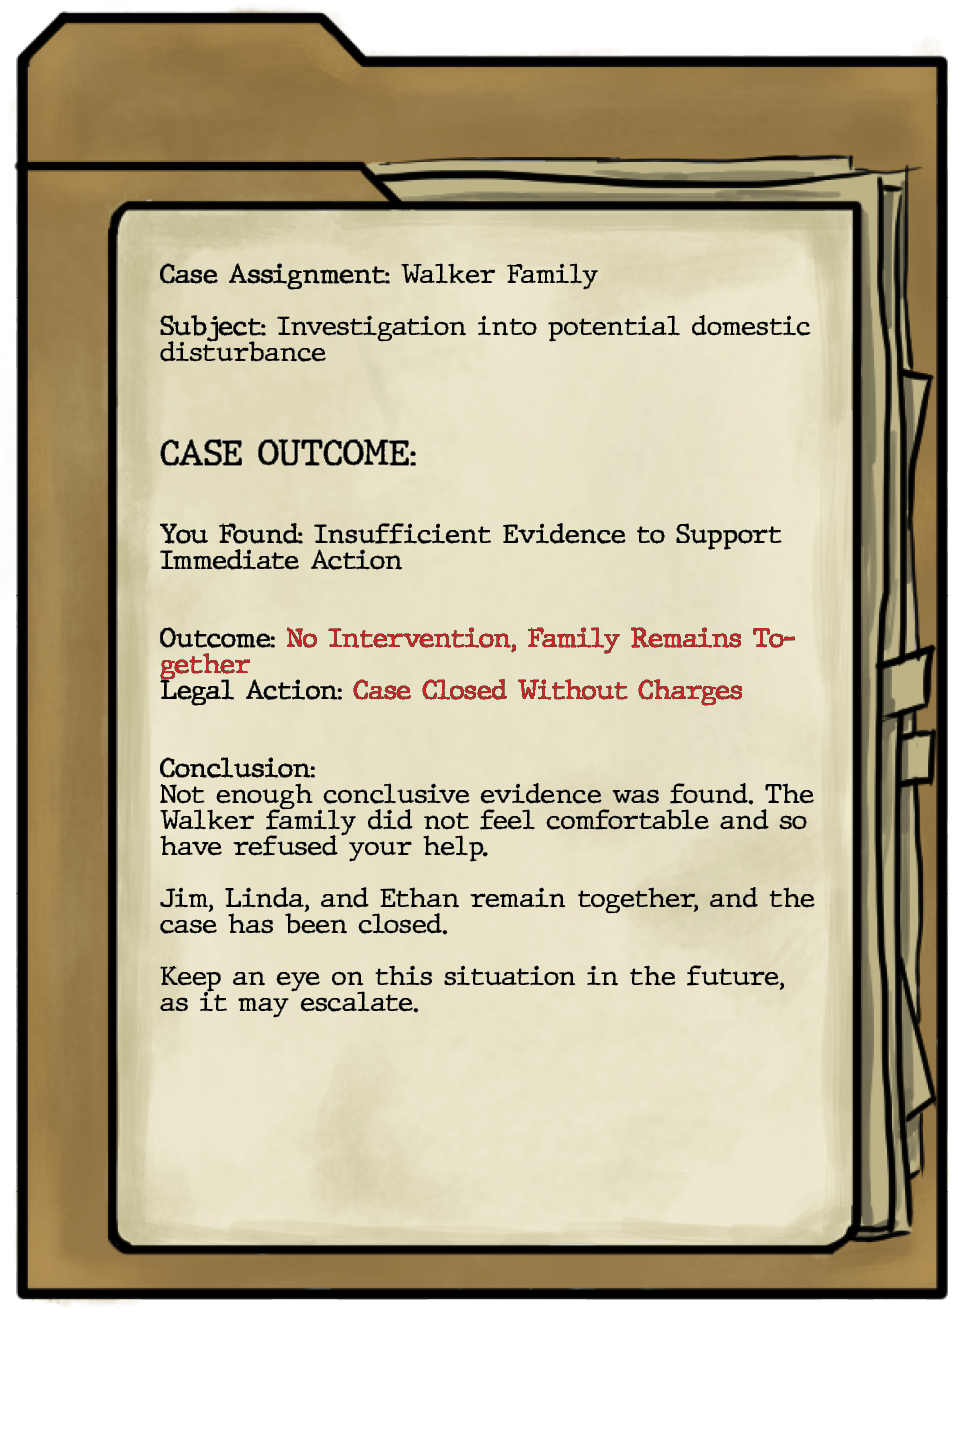 Case Assignment: Walker Family
Subject: Investigation into potential domestic
disturbance
CASE OUTCOME:
You Found: Insufficient Evidence to Support
Immediate Action
Outcome: No Intervention, Family Remains To-
gether
Legal Action: Case Closed Without Charges
Conclusion:
Not enough conclusive evidence was found. The
Walker family did not feel comfortable and so
have refused your help.
Jim, Linda, and Ethan remain together, and the
case has been closed.
Keep an eye on this situation in the future,
as it may escalate.